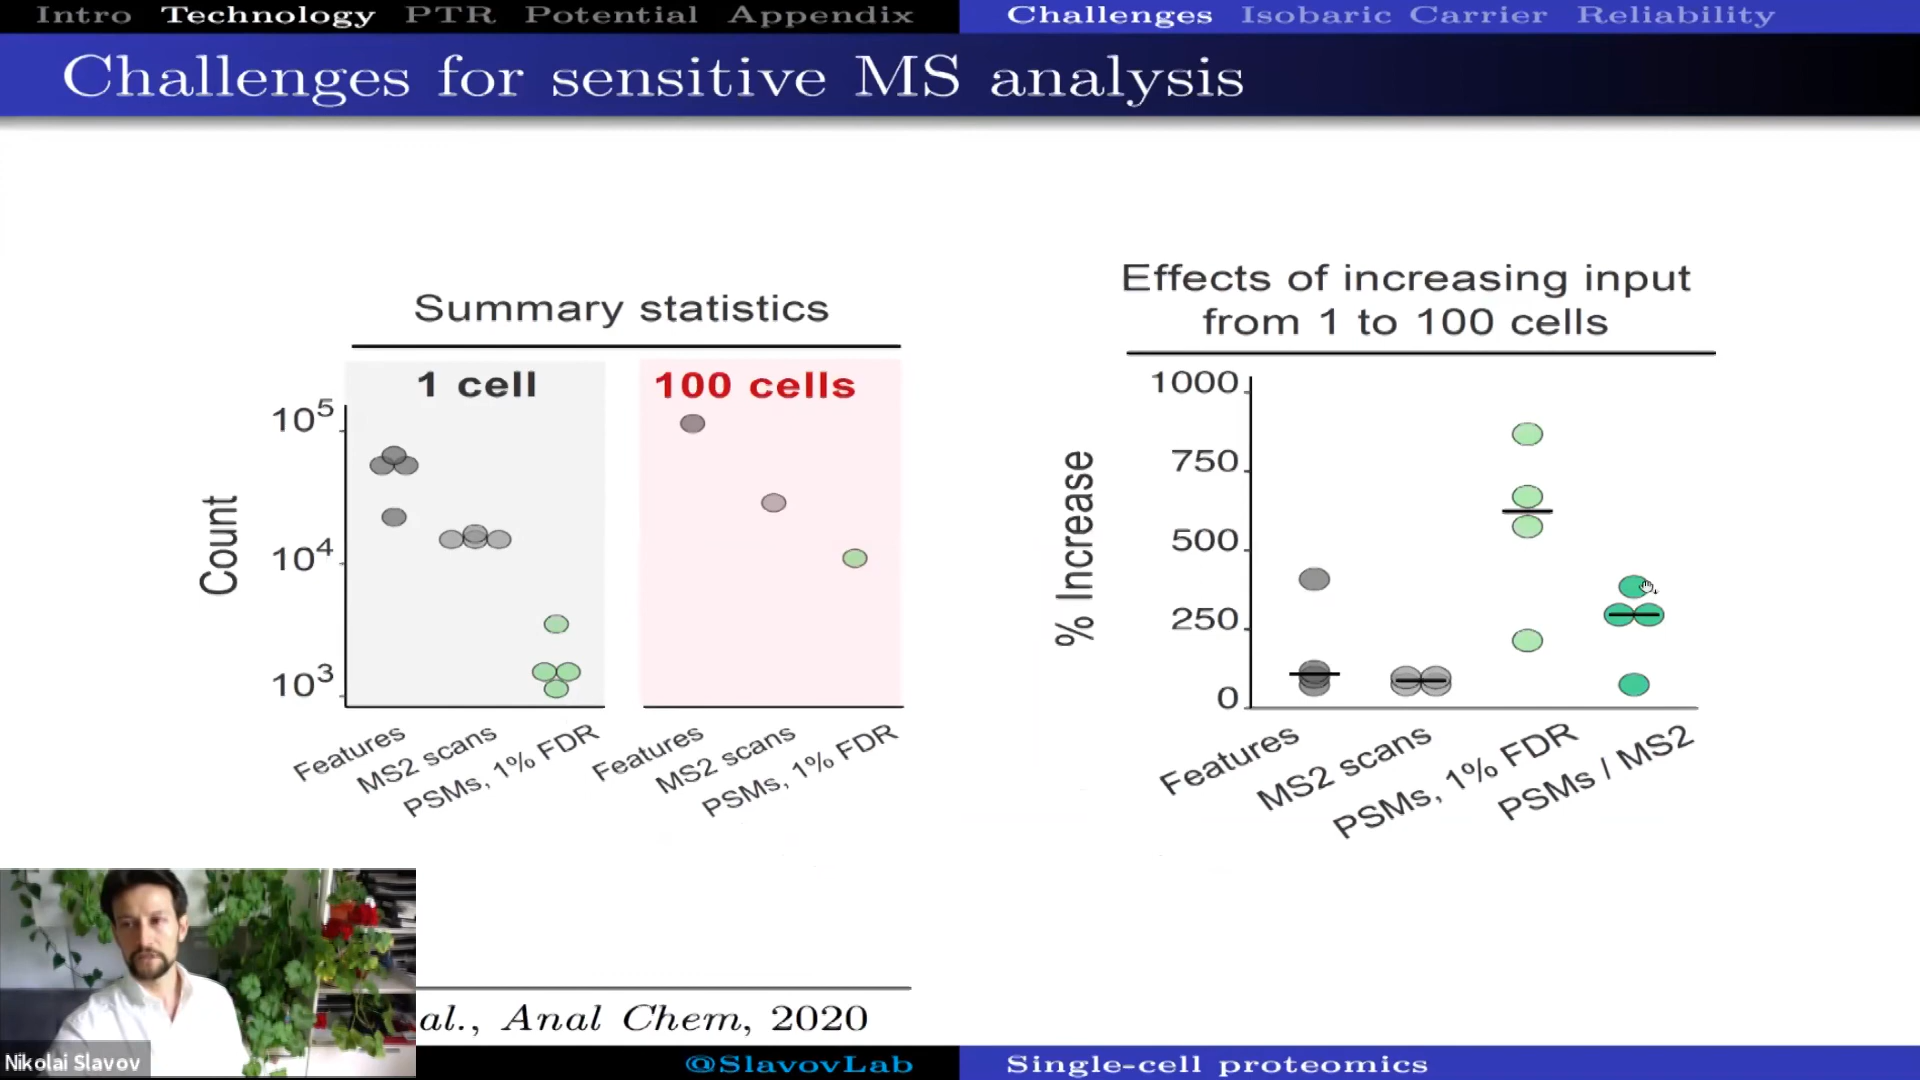 Intro Technology PTR Potential Appendix Challenges Isobaric Carrier Reliability
Challenges for sensitive MS analysis
Summary statistics
1 cell 100 cells
Count
10⁵
10⁴
10³
Features MS2 scans PSMs, 1% FDR Features MS2 scans PSMs, 1% FDR
Effects of increasing input
from 1 to 100 cells
% Increase
1000
750
500
250
0
Features MS2 scans PSMs, 1% FDR PSMs / MS2
al., Anal Chem, 2020
Nikolai Slavov
@SlavovLab Single-cell proteomics